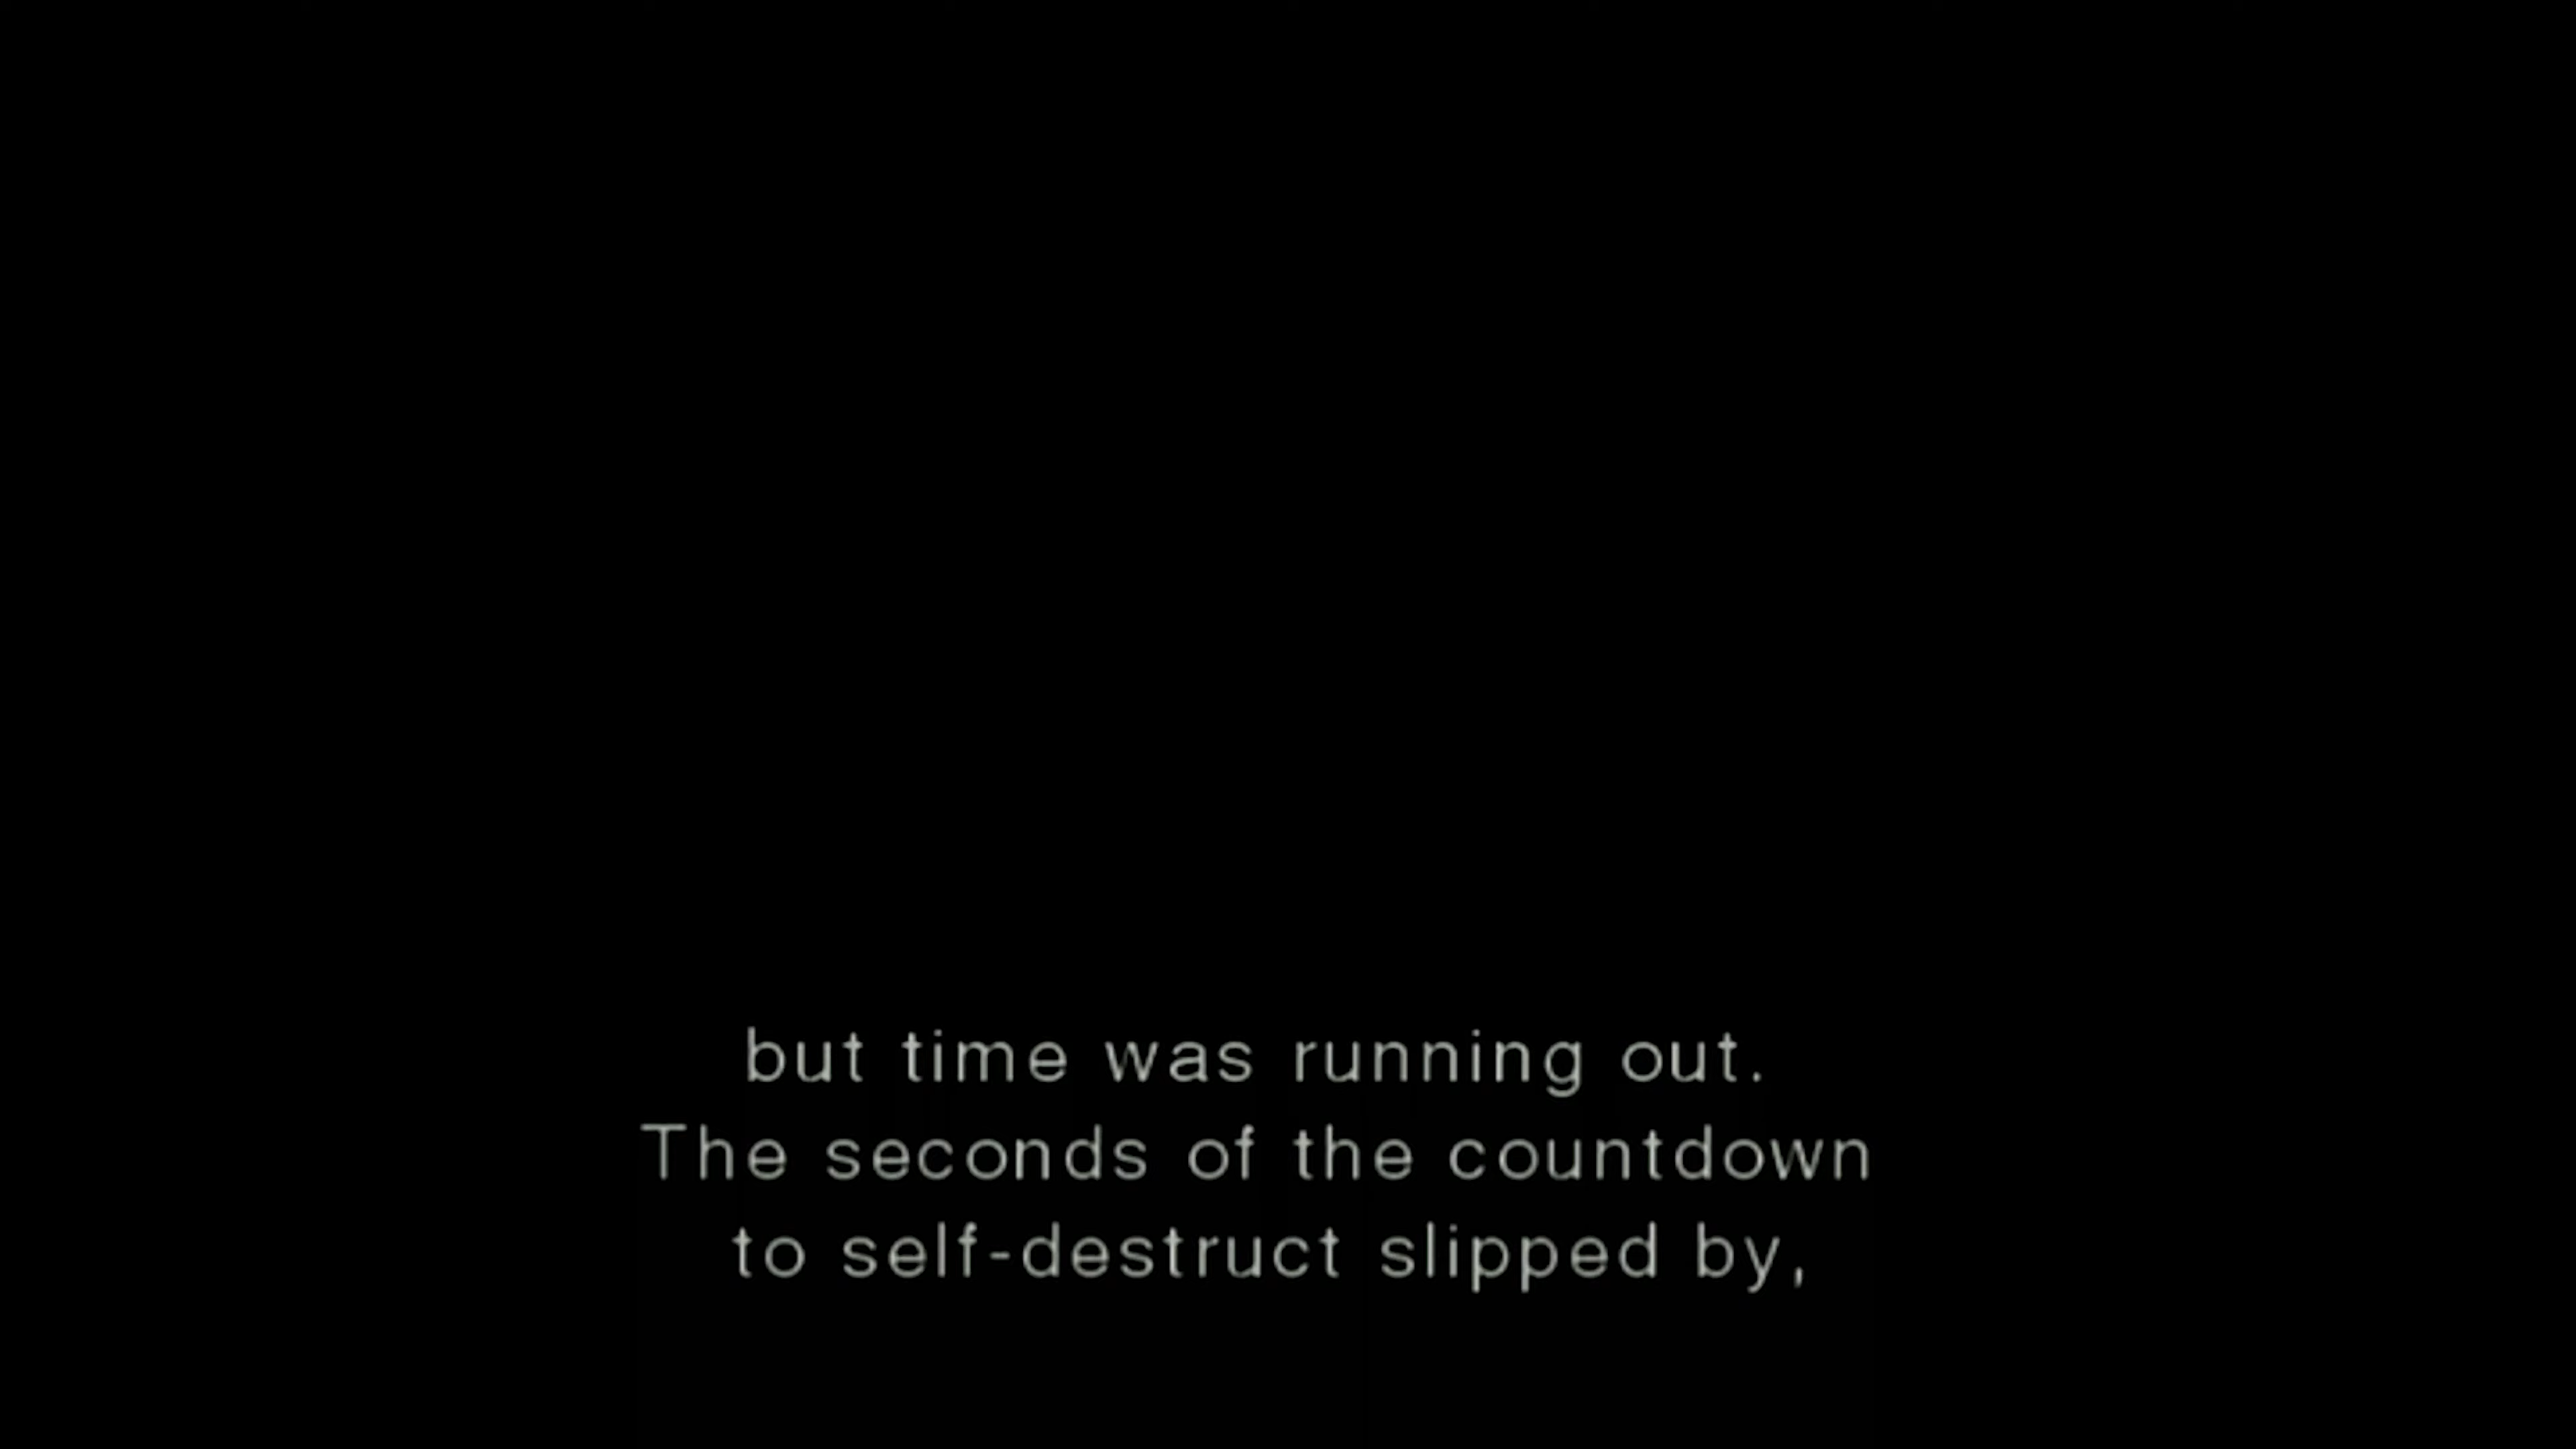 but time was running out.
The seconds of the countdown
to self-destruct slipped by,